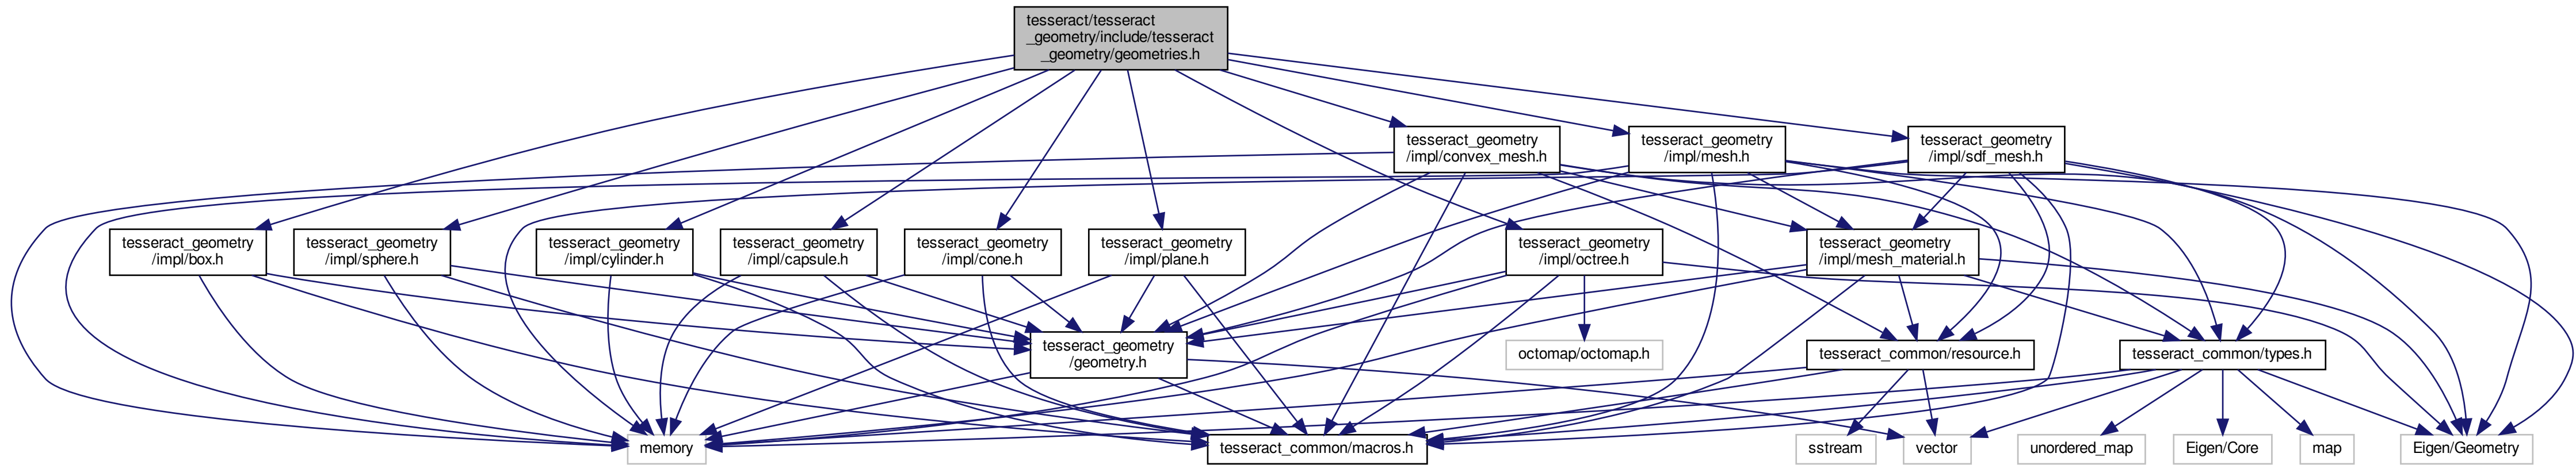 tesseract/tesseract
_geometry/include/tesseract
_geometry/geometries.h
tesseract_geometry
/impl/convex_mesh.h
tesseract_geometry
/impl/mesh.h
tesseract_geometry
/impl/sdf_mesh.h
tesseract_geometry
/impl/box.h
tesseract_geometry
/impl/sphere.h
tesseract_geometry
/impl/cylinder.h
tesseract_geometry
/impl/capsule.h
tesseract_geometry
/impl/cone.h
tesseract_geometry
/impl/plane.h
tesseract_geometry
/impl/octree.h
tesseract_geometry
/impl/mesh_material.h
tesseract_geometry
/geometry.h
octomap/octomap.h
tesseract_common/resource.h
tesseract_common/types.h
memory
tesseract_common/macros.h
sstream
vector
unordered_map
Eigen/Core
map
Eigen/Geometry